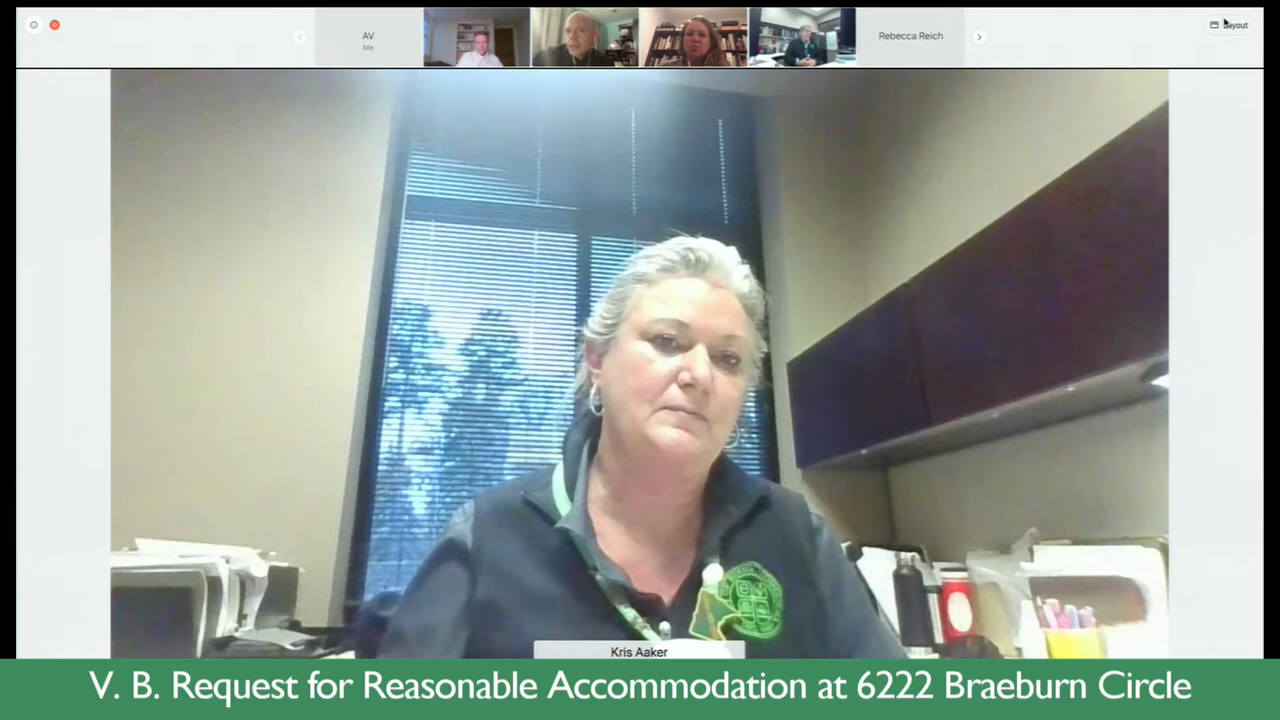 AV
Me
Rebecca Reich
Layout
Kris Aaker
V. B. Request for Reasonable Accommodation at 6222 Braeburn Circle